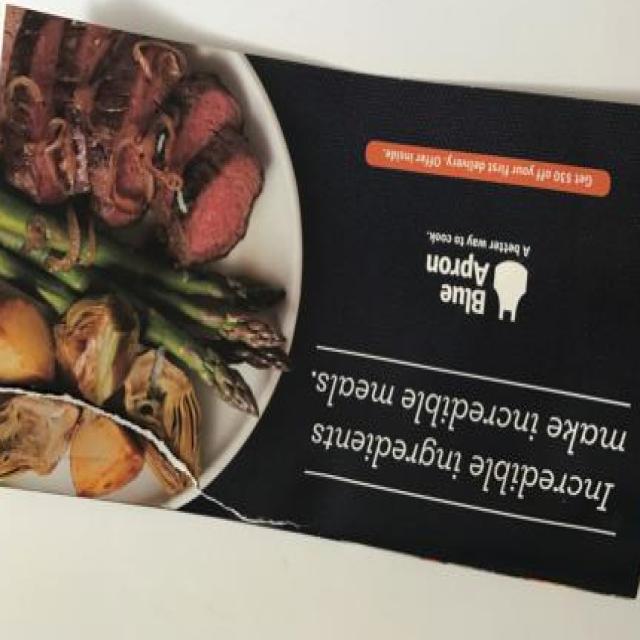 Incredible ingredients
make incredible meals.
Blue
Apron
A better way to cook.
Get $30 off your first delivery. Offer inside.